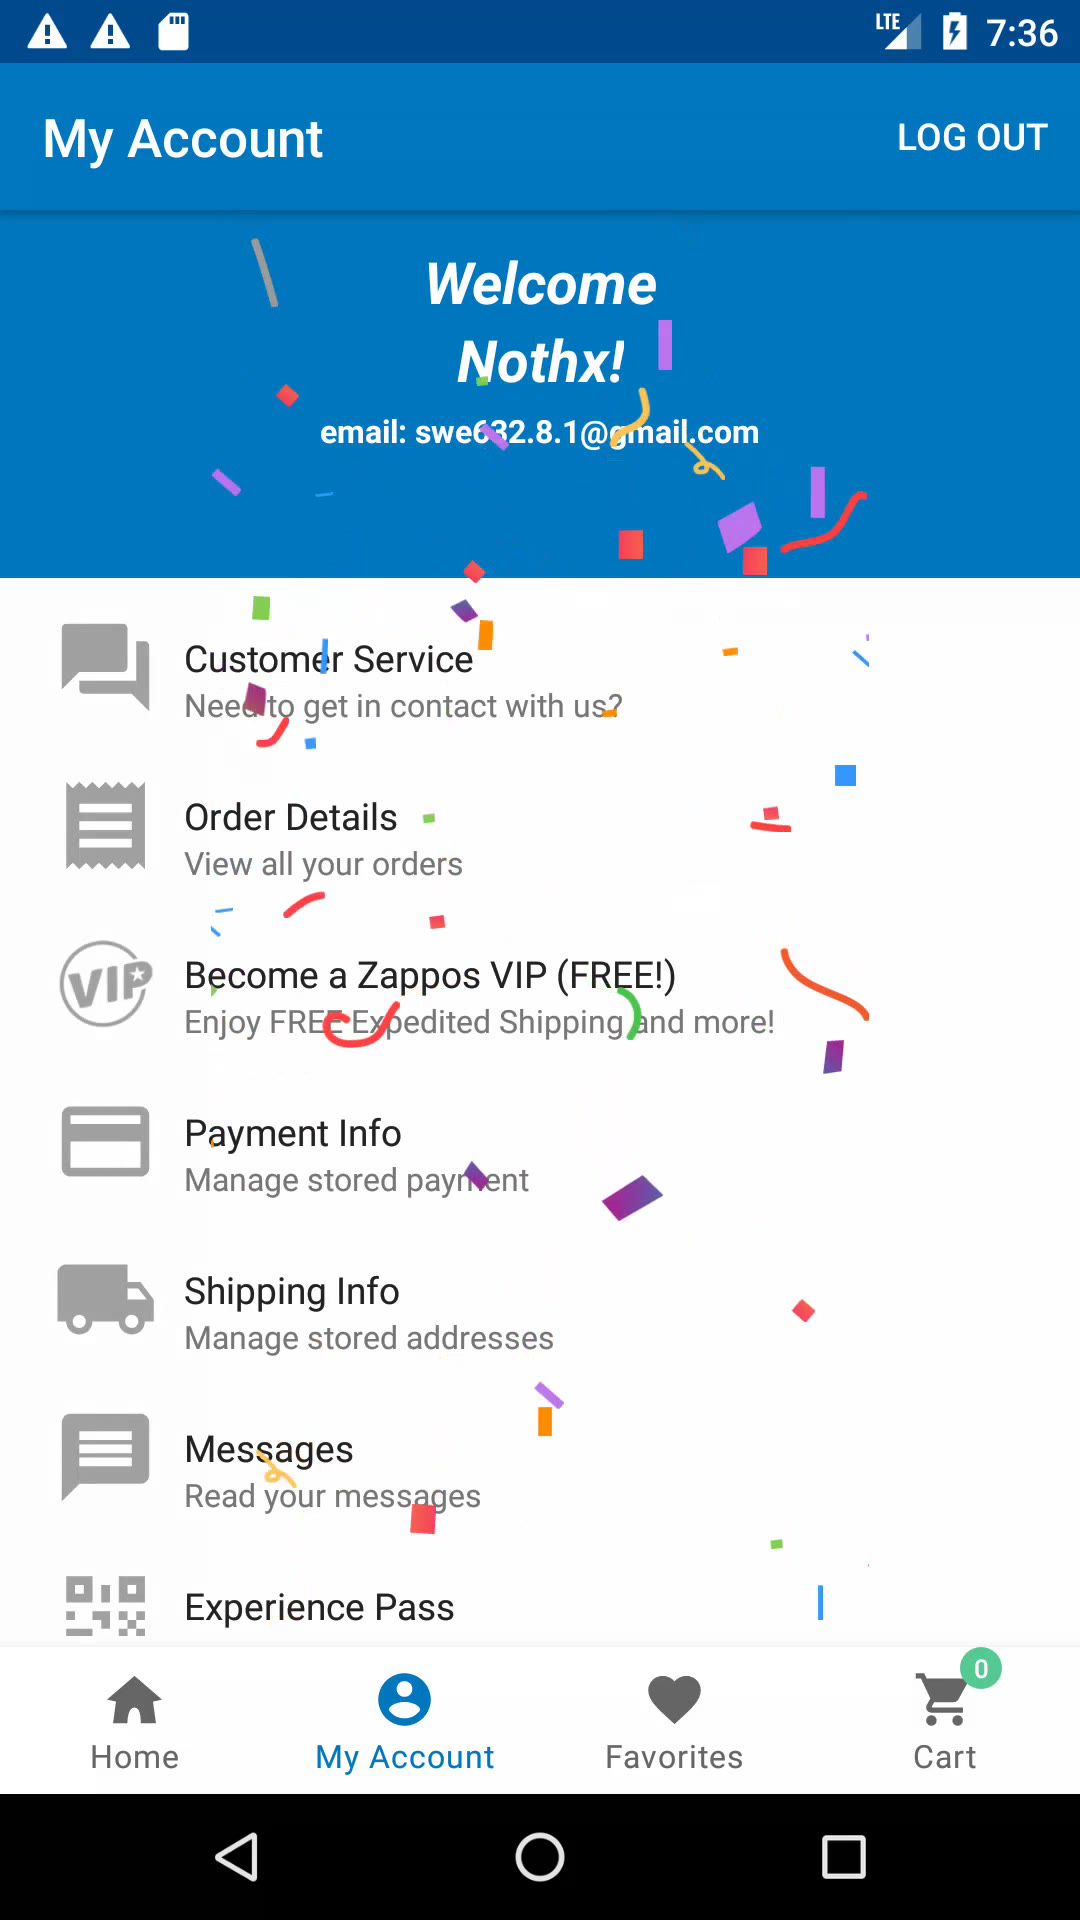 LTE 7:36
My Account LOG OUT
Welcome
Nothx!
email: swe632.8.1@gmail.com
Customer Service
Need to get in contact with us?
Order Details
View all your orders
VIP
Become a Zappos VIP (FREE!)
Enjoy FREE Expedited Shipping and more!
Payment Info
Manage stored payment
Shipping Info
Manage stored addresses
Messages
Read your messages
Experience Pass
0
Home My Account Favorites Cart